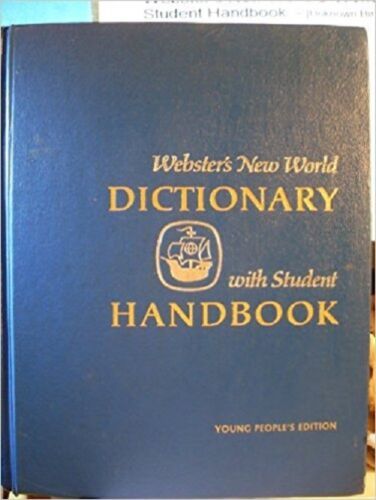 Student Handbook
Webster's New World
DICTIONARY
with Student
HANDBOOK
YOUNG PEOPLE'S EDITION